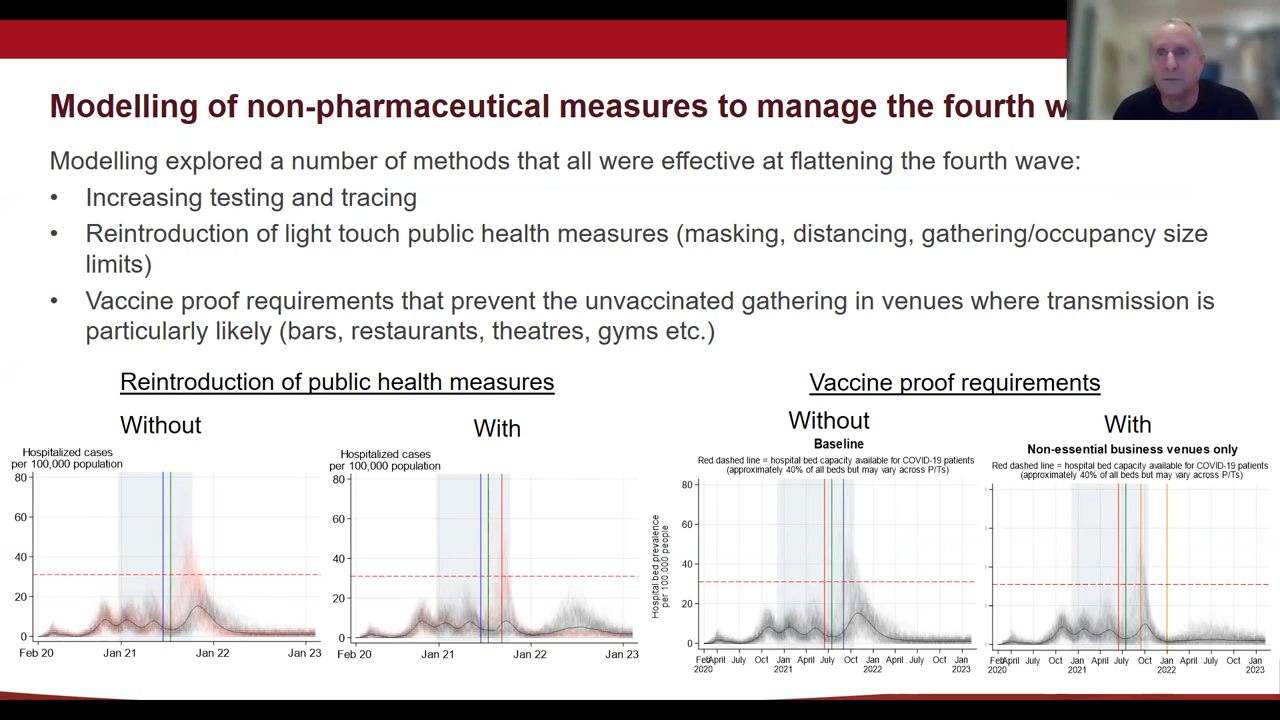 Modelling of non-pharmaceutical measures to manage the fourth w
Modelling explored a number of methods that all were effective at flattening the fourth wave:
• Increasing testing and tracing
• Reintroduction of light touch public health measures (masking, distancing, gathering/occupancy size
limits)
• Vaccine proof requirements that prevent the unvaccinated gathering in venues where transmission is
particularly likely (bars, restaurants, theatres, gyms etc.)
Reintroduction of public health measures
Without
Hospitalized cases
per 100,000 population
80
60
40
20
0
Feb 20
Jan 21
Jan 22
Jan 23
With
Hospitalized cases
per 100,000 population
80
60
40
20
0
Feb 20
Jan 21
Jan 22
Jan 23
Vaccine proof requirements
Without
Baseline
Red dashed line = hospital bed capacity available for COVID-19 patients
(approximately 40% of all beds but may vary across P/Ts)
Hospital bed prevalence
per 100,000 people
80
60
40
20
0
Feb April July Oct Jan April July Oct Jan April July Oct Jan
2020 2021 2022 2023
With
Non-essential business venues only
Red dashed line = hospital bed capacity available for COVID-19 patients
(approximately 40% of all beds but may vary across P/Ts)
Feb April July Oct Jan April July Oct Jan April July Oct Jan
2020 2021 2022 2023